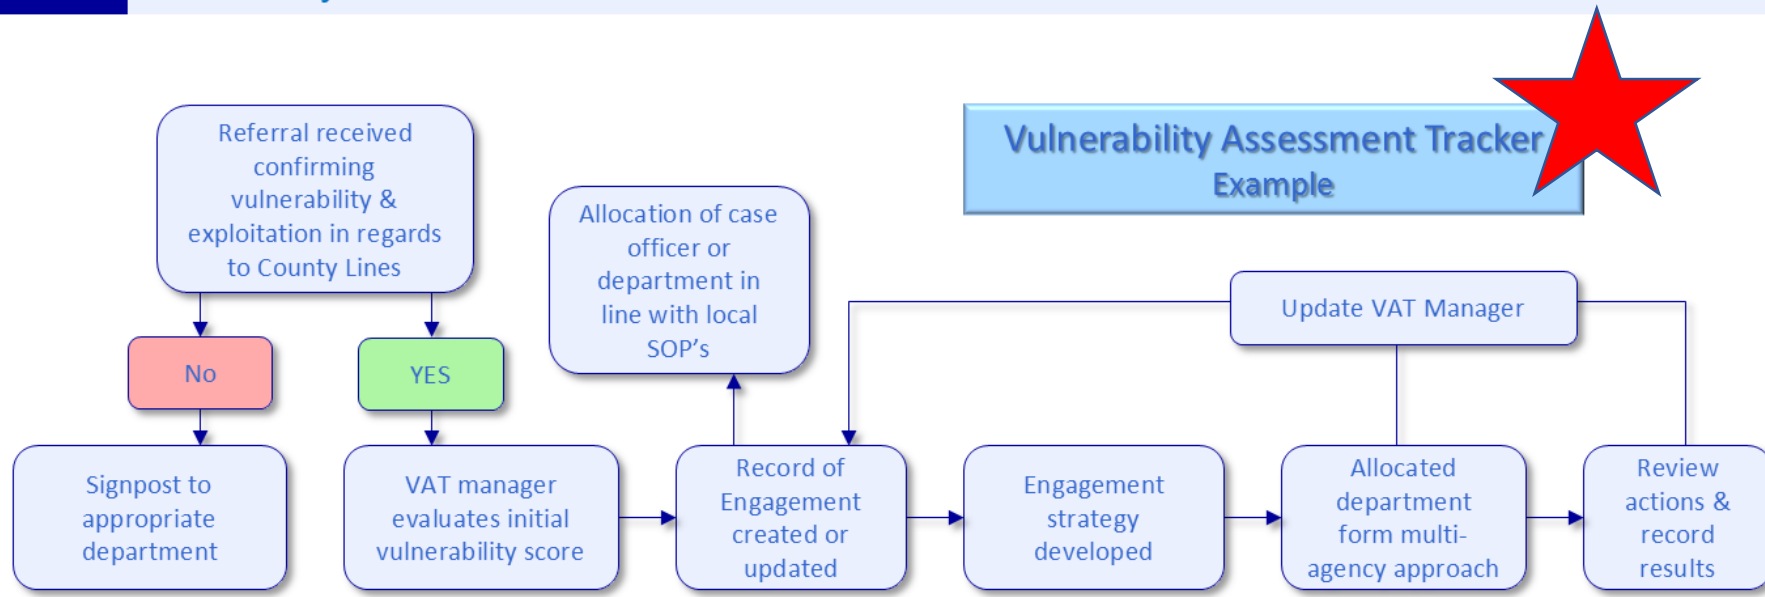 Vulnerability Assessment Tracker
Example
Referral received
confirming
vulnerability &
exploitation in regards
to County Lines
No
YES
Signpost to
appropriate
department
VAT manager
evaluates initial
vulnerability score
Allocation of case
officer or
department in
line with local
SOP's
Record of
Engagement
created or
updated
Engagement
strategy
developed
Update VAT Manager
Allocated
department
form multi-
agency approach
Review
actions &
record
results